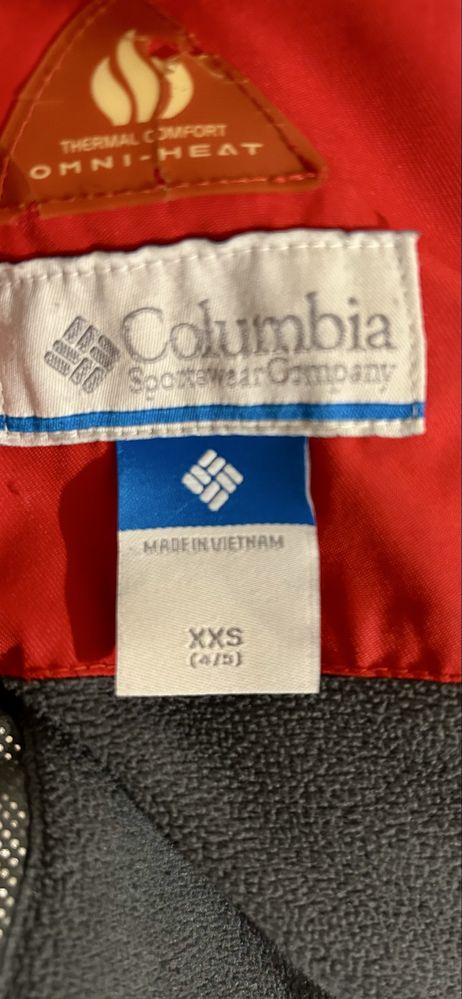 THERMAL COMFORT
OMNI-HEAT
Columbia
Sportswear Company
MADE IN VIETNAM
XXS
(4/5)